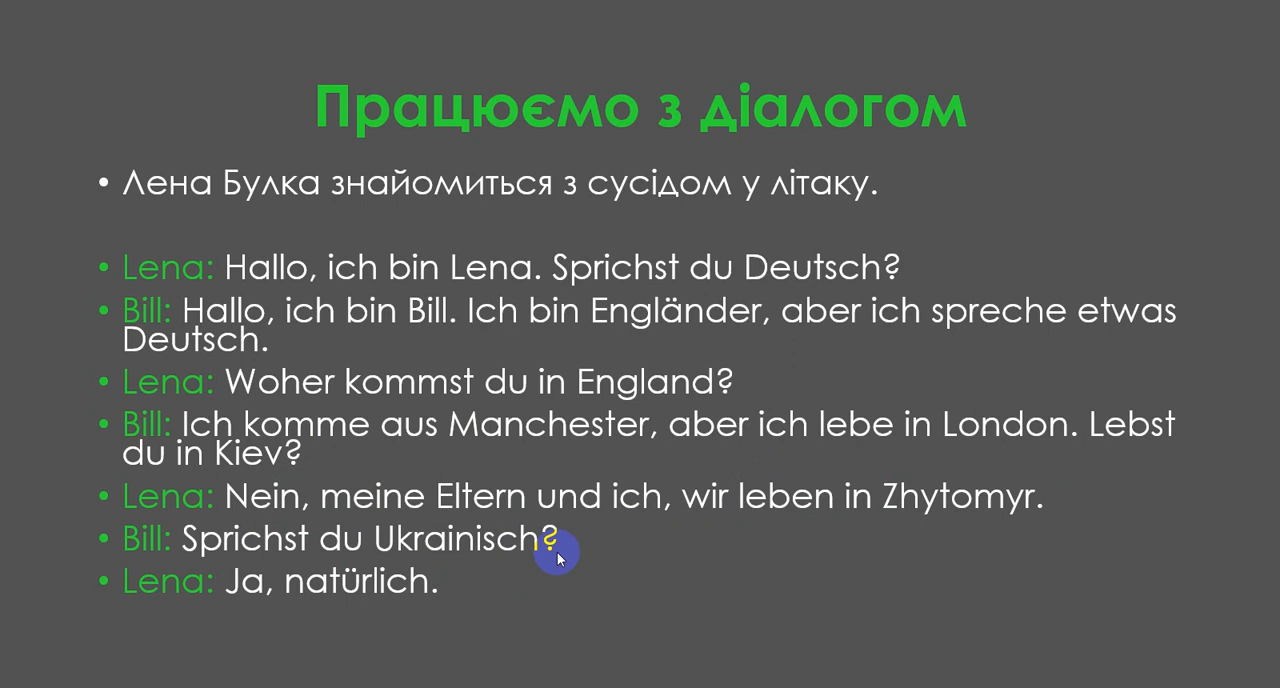 Працюємо з діалогом
• Лена Булка знайомиться з сусідом у літаку.
• Lena: Hallo, ich bin Lena. Sprichst du Deutsch?
• Bill: Hallo, ich bin Bill. Ich bin Engländer, aber ich spreche etwas
Deutsch.
• Lena: Woher kommst du in England?
• Bill: Ich komme aus Manchester, aber ich lebe in London. Lebst
du in Kiev?
• Lena: Nein, meine Eltern und ich, wir leben in Zhytomyr.
• Bill: Sprichst du Ukrainisch?
• Lena: Ja, natürlich.